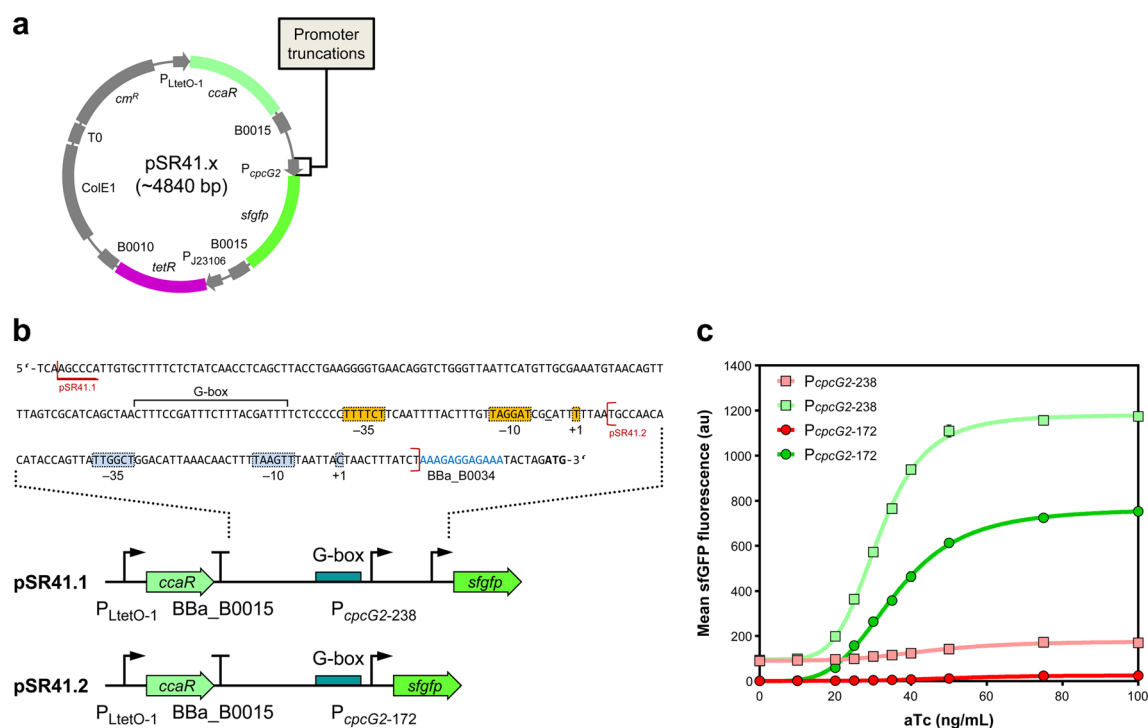 a
Promoter
truncations
PLtetO-1
ccaR
cmR
B0015
T0
pSR41.x
(~4840 bp)
PcpcG2
ColE1
sfgfp
B0010
tetR
PJ23106
B0015
b
5‘-TCAAGCCCATTGTGCTTTTCTCTATCAACCTCAGCTTACCTGAAGGGGTGAACAGGTCTGGGTTAATTCATGTTGCGAAATGTAACAGTT
pSR41.1
G-box
TTAGTCGCATCAGCTAACTTTCCGATTTCTTTACGATTTTCTCCCCCTTTTCTTCAATTTTACTTTGTTAGGATCGCATTTTTAATGCCAACA
−35
−10
+1
pSR41.2
CATACCAGTTATTGGCTGGACATTAAACAACTTTTAAGTTTAATTACTAACTTTATCTAAAGAGGAGAAATACTAGATG-3‘
−35
−10
+1
BBa_B0034
G-box
pSR41.1
ccaR
sfgfp
PLtetO-1
BBa_B0015
PcpcG2-238
G-box
pSR41.2
ccaR
sfgfp
PLtetO-1
BBa_B0015
PcpcG2-172
c
Mean sfGFP fluorescence (au)
1400
1200
1000
800
600
400
200
0
PcpcG2-238
PcpcG2-238
PcpcG2-172
PcpcG2-172
0
20
40
60
80
100
aTc (ng/mL)